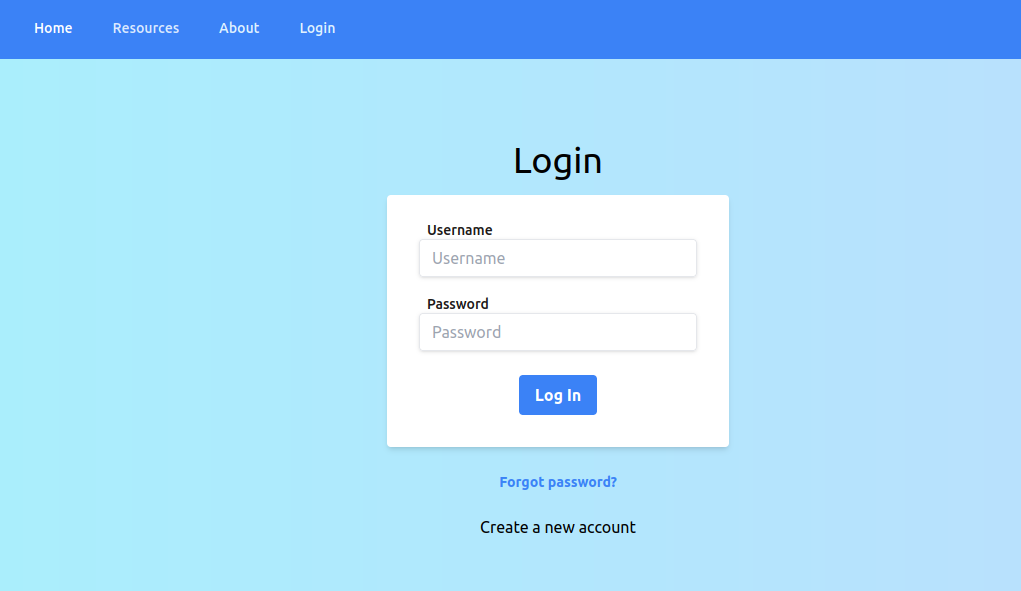 Home Resources About Login
Login
Username
Username
Password
Password
Log In
Forgot password?
Create a new account